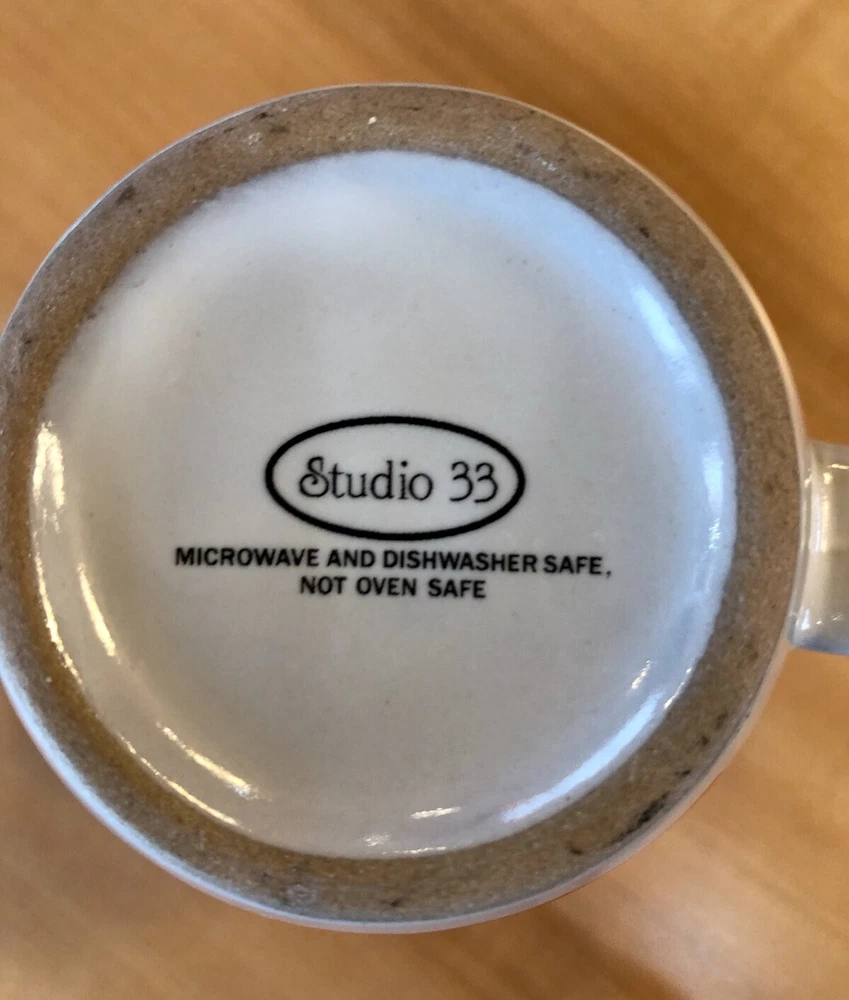 Studio 33
MICROWAVE AND DISHWASHER SAFE,
NOT OVEN SAFE